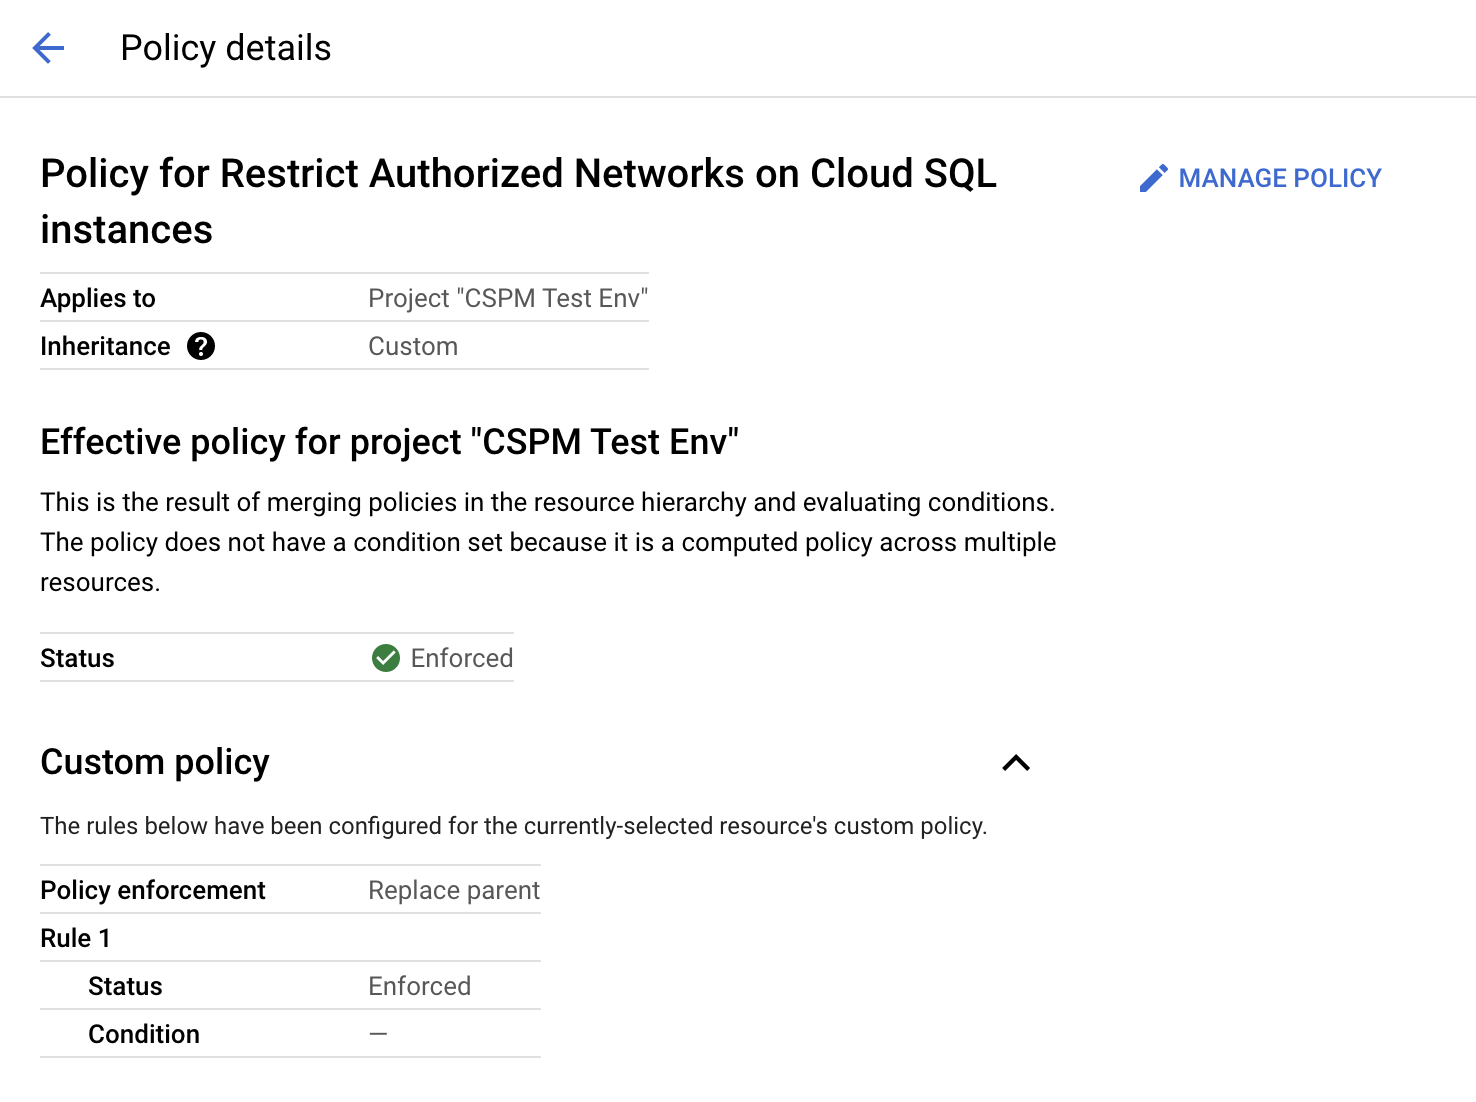 Policy details
Policy for Restrict Authorized Networks on Cloud SQL
instances
MANAGE POLICY
Applies to Project "CSPM Test Env"
Inheritance ? Custom
Effective policy for project "CSPM Test Env"
This is the result of merging policies in the resource hierarchy and evaluating conditions.
The policy does not have a condition set because it is a computed policy across multiple
resources.
Status Enforced
Custom policy
The rules below have been configured for the currently-selected resource's custom policy.
Policy enforcement Replace parent
Rule 1
Status Enforced
Condition —